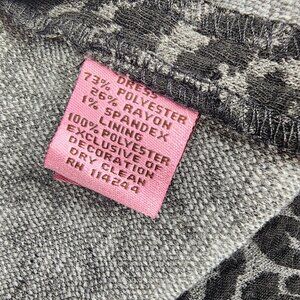 DRESS
73% POLYESTER
26% RAYON
1% SPANDEX
LINING
100% POLYESTER
EXCLUSIVE OF
DECORATION
DRY CLEAN
RN 114244